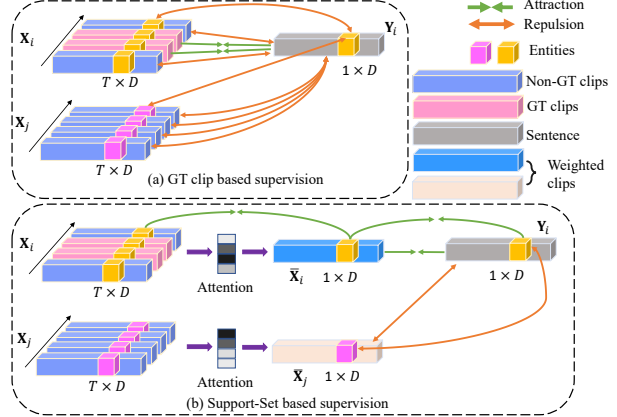 Attraction
Repulsion
Entities
Non-GT clips
GT clips
Sentence
Weighted
clips
X_i
Y_i
T × D
1 × D
X_j
T × D
(a) GT clip based supervision
X_i
Y_i
T × D
Attention
X̄_i
1 × D
1 × D
X_j
T × D
Attention
X̄_j
1 × D
(b) Support-Set based supervision